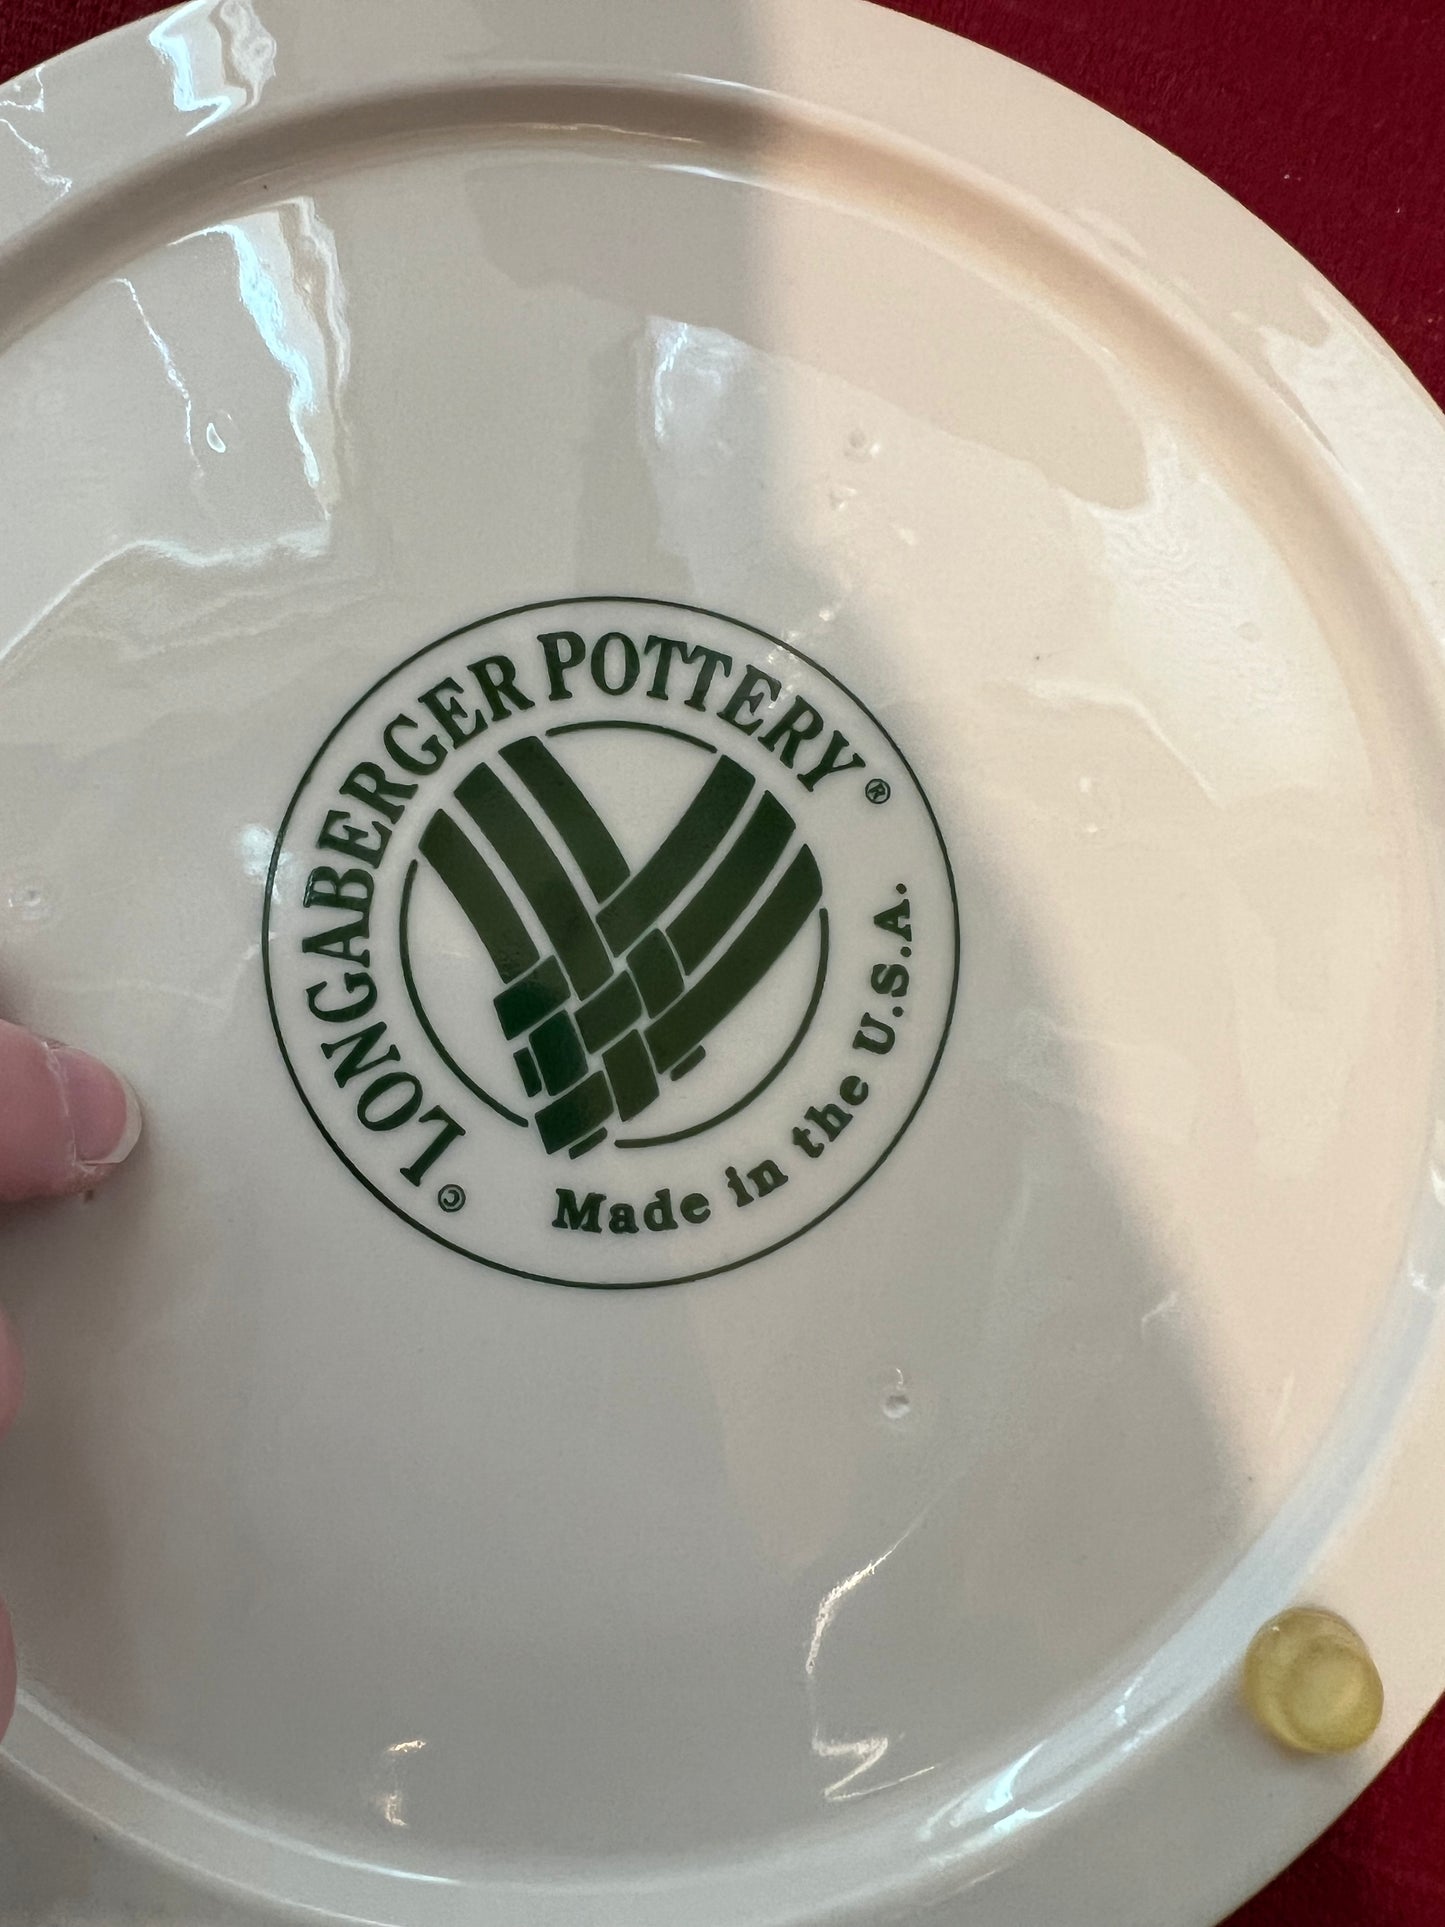 LONGABERGER POTTERY®
©
Made in the U.S.A.